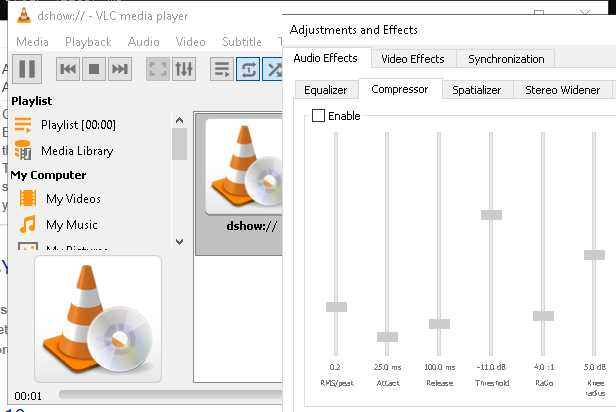 dshow:// - VLC media player
Media Playback Audio Video Subtitle T
Playlist
Playlist [00:00]
Media Library
My Computer
My Videos
My Music
My Pictures
dshow://
00:01
Adjustments and Effects
Audio Effects Video Effects Synchronization
Equalizer Compressor Spatializer Stereo Widener
Enable
0.2 25.0 ms 100.0 ms -11.0 dB 4.0 :1 5.0 dB
RMS/peak Attack Release Threshold Ratio Knee
radius